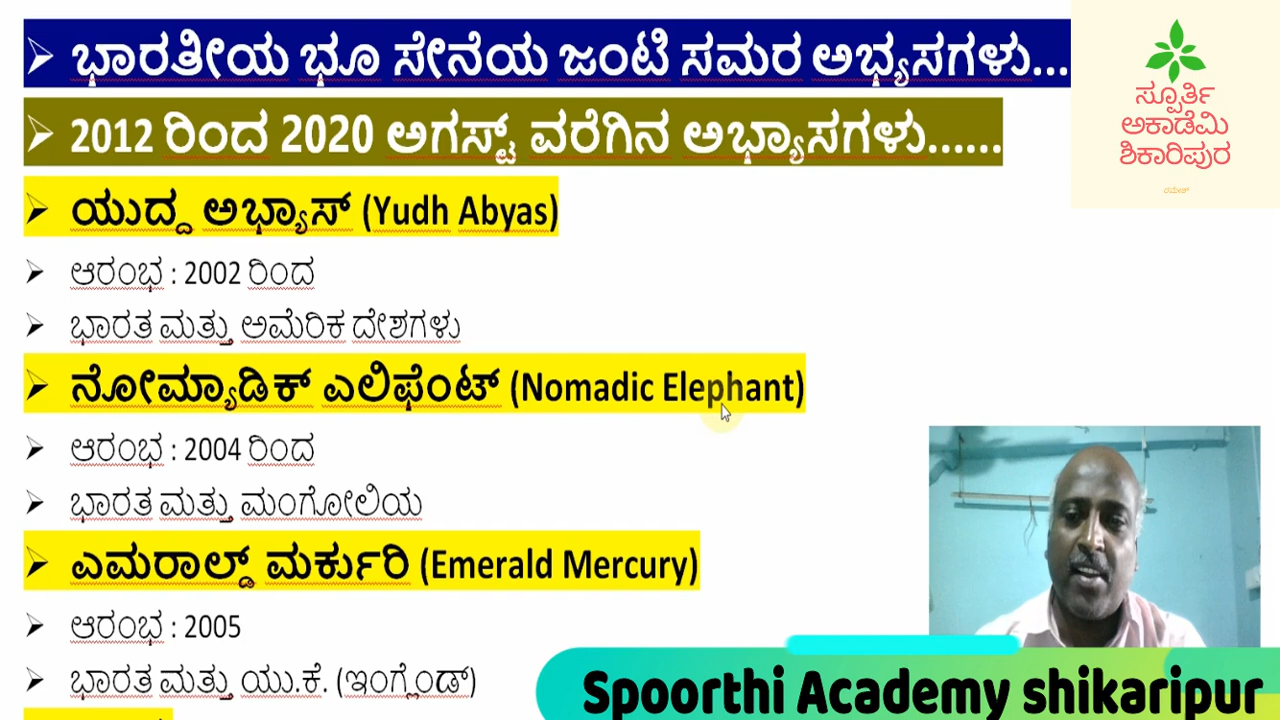 ಭಾರತೀಯ ಭೂ ಸೇನೆಯ ಜಂಟಿ ಸಮರ ಅಭ್ಯಸಗಳು...
2012 ರಿಂದ 2020 ಅಗಸ್ಟ್ ವರೆಗಿನ ಅಭ್ಯಾಸಗಳು......
ಯುದ್ದ ಅಭ್ಯಾಸ್ (Yudh Abyas)
ಆರಂಭ : 2002 ರಿಂದ
ಭಾರತ ಮತ್ತು ಅಮೆರಿಕ ದೇಶಗಳು
ನೋಮ್ಯಾಡಿಕ್ ಎಲಿಫೆಂಟ್ (Nomadic Elephant)
ಆರಂಭ : 2004 ರಿಂದ
ಭಾರತ ಮತ್ತು ಮಂಗೋಲಿಯ
ಎಮರಾಲ್ಡ್ ಮರ್ಕುರಿ (Emerald Mercury)
ಆರಂಭ : 2005
ಭಾರತ ಮತ್ತು ಯು.ಕೆ. (ಇಂಗ್ಲೆಂಡ್)
ಸ್ಪೂರ್ತಿ
ಅಕಾಡೆಮಿ
ಶಿಕಾರಿಪುರ
ರಮೇಶ್
Spoorthi Academy shikaripur